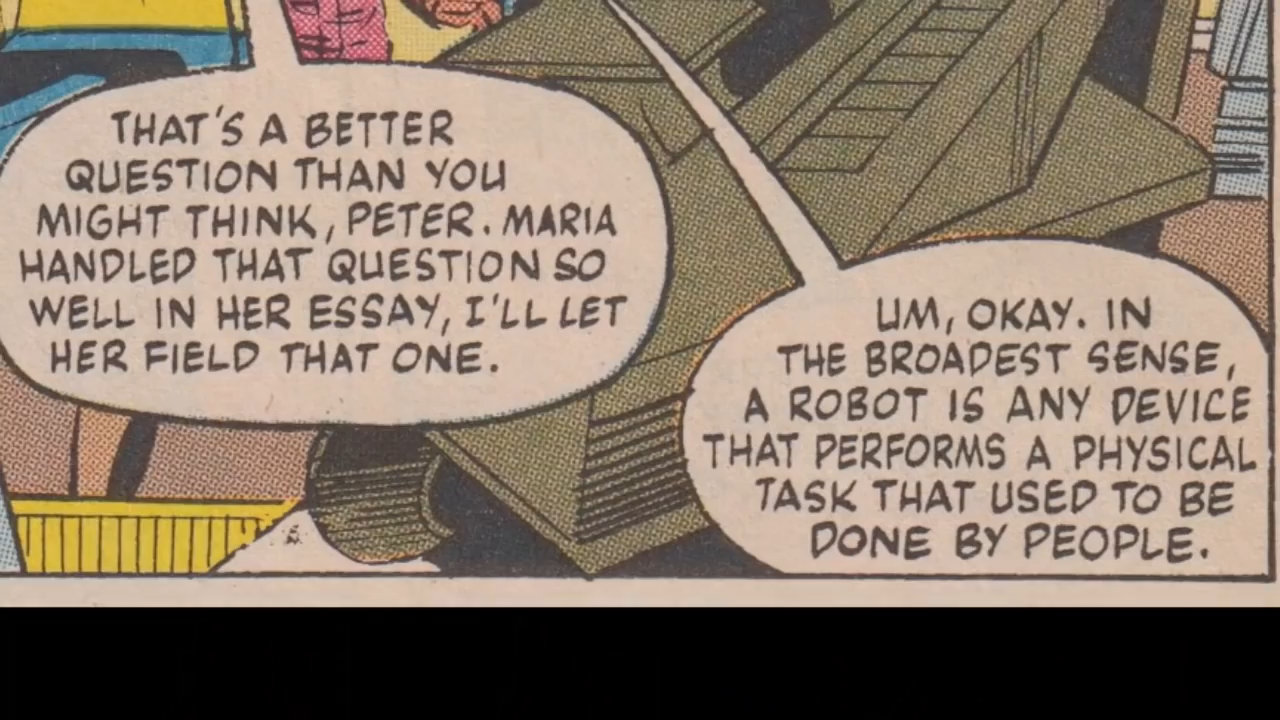 THAT'S A BETTER
QUESTION THAN YOU
MIGHT THINK, PETER. MARIA
HANDLED THAT QUESTION SO
WELL IN HER ESSAY, I'LL LET
HER FIELD THAT ONE.
UM, OKAY. IN
THE BROADEST SENSE,
A ROBOT IS ANY DEVICE
THAT PERFORMS A PHYSICAL
TASK THAT USED TO BE
DONE BY PEOPLE.